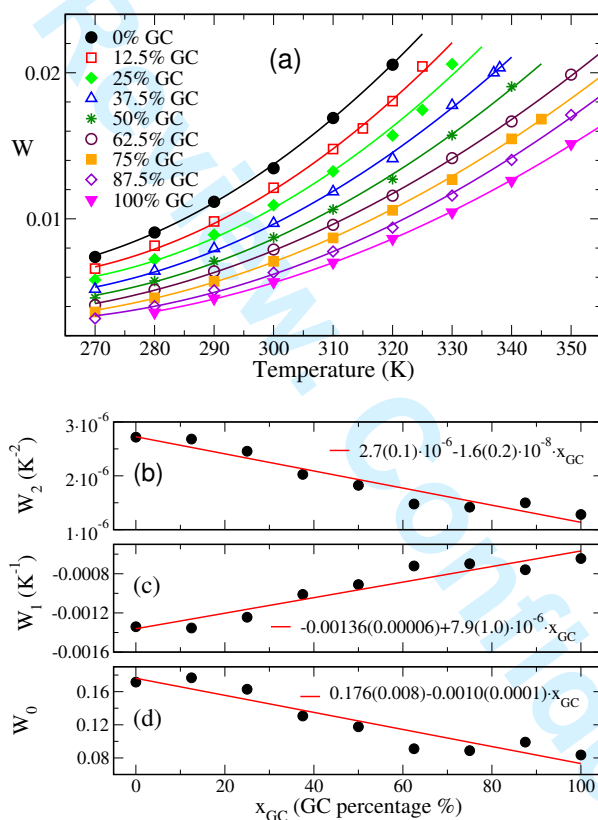 (a)
0% GC
12.5% GC
25% GC
37.5% GC
50% GC
62.5% GC
75% GC
87.5% GC
100% GC
0.02
0.01
W
270 280 290 300 310 320 330 340 350
Temperature (K)
3·10⁻⁶
2·10⁻⁶
1·10⁻⁶
W₂ (K⁻²)
(b)
2.7(0.1)·10⁻⁶-1.6(0.2)·10⁻⁸·x_GC
-0.0008
-0.0012
-0.0016
W₁ (K⁻¹)
(c)
-0.00136(0.00006)+7.9(1.0)·10⁻⁶·x_GC
0.16
0.12
0.08
W₀
(d)
0.176(0.008)-0.0010(0.0001)·x_GC
0 20 40 60 80 100
x_GC (GC percentage %)